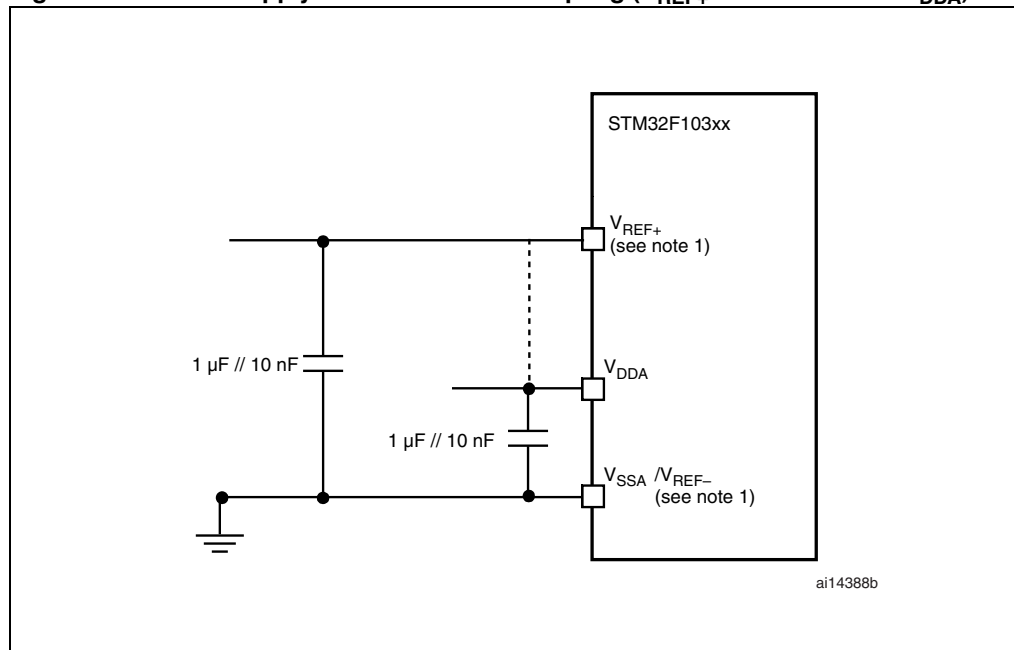 STM32F103xx
VREF+
(see note 1)
1 µF // 10 nF
VDDA
1 µF // 10 nF
VSSA /VREF–
(see note 1)
ai14388b